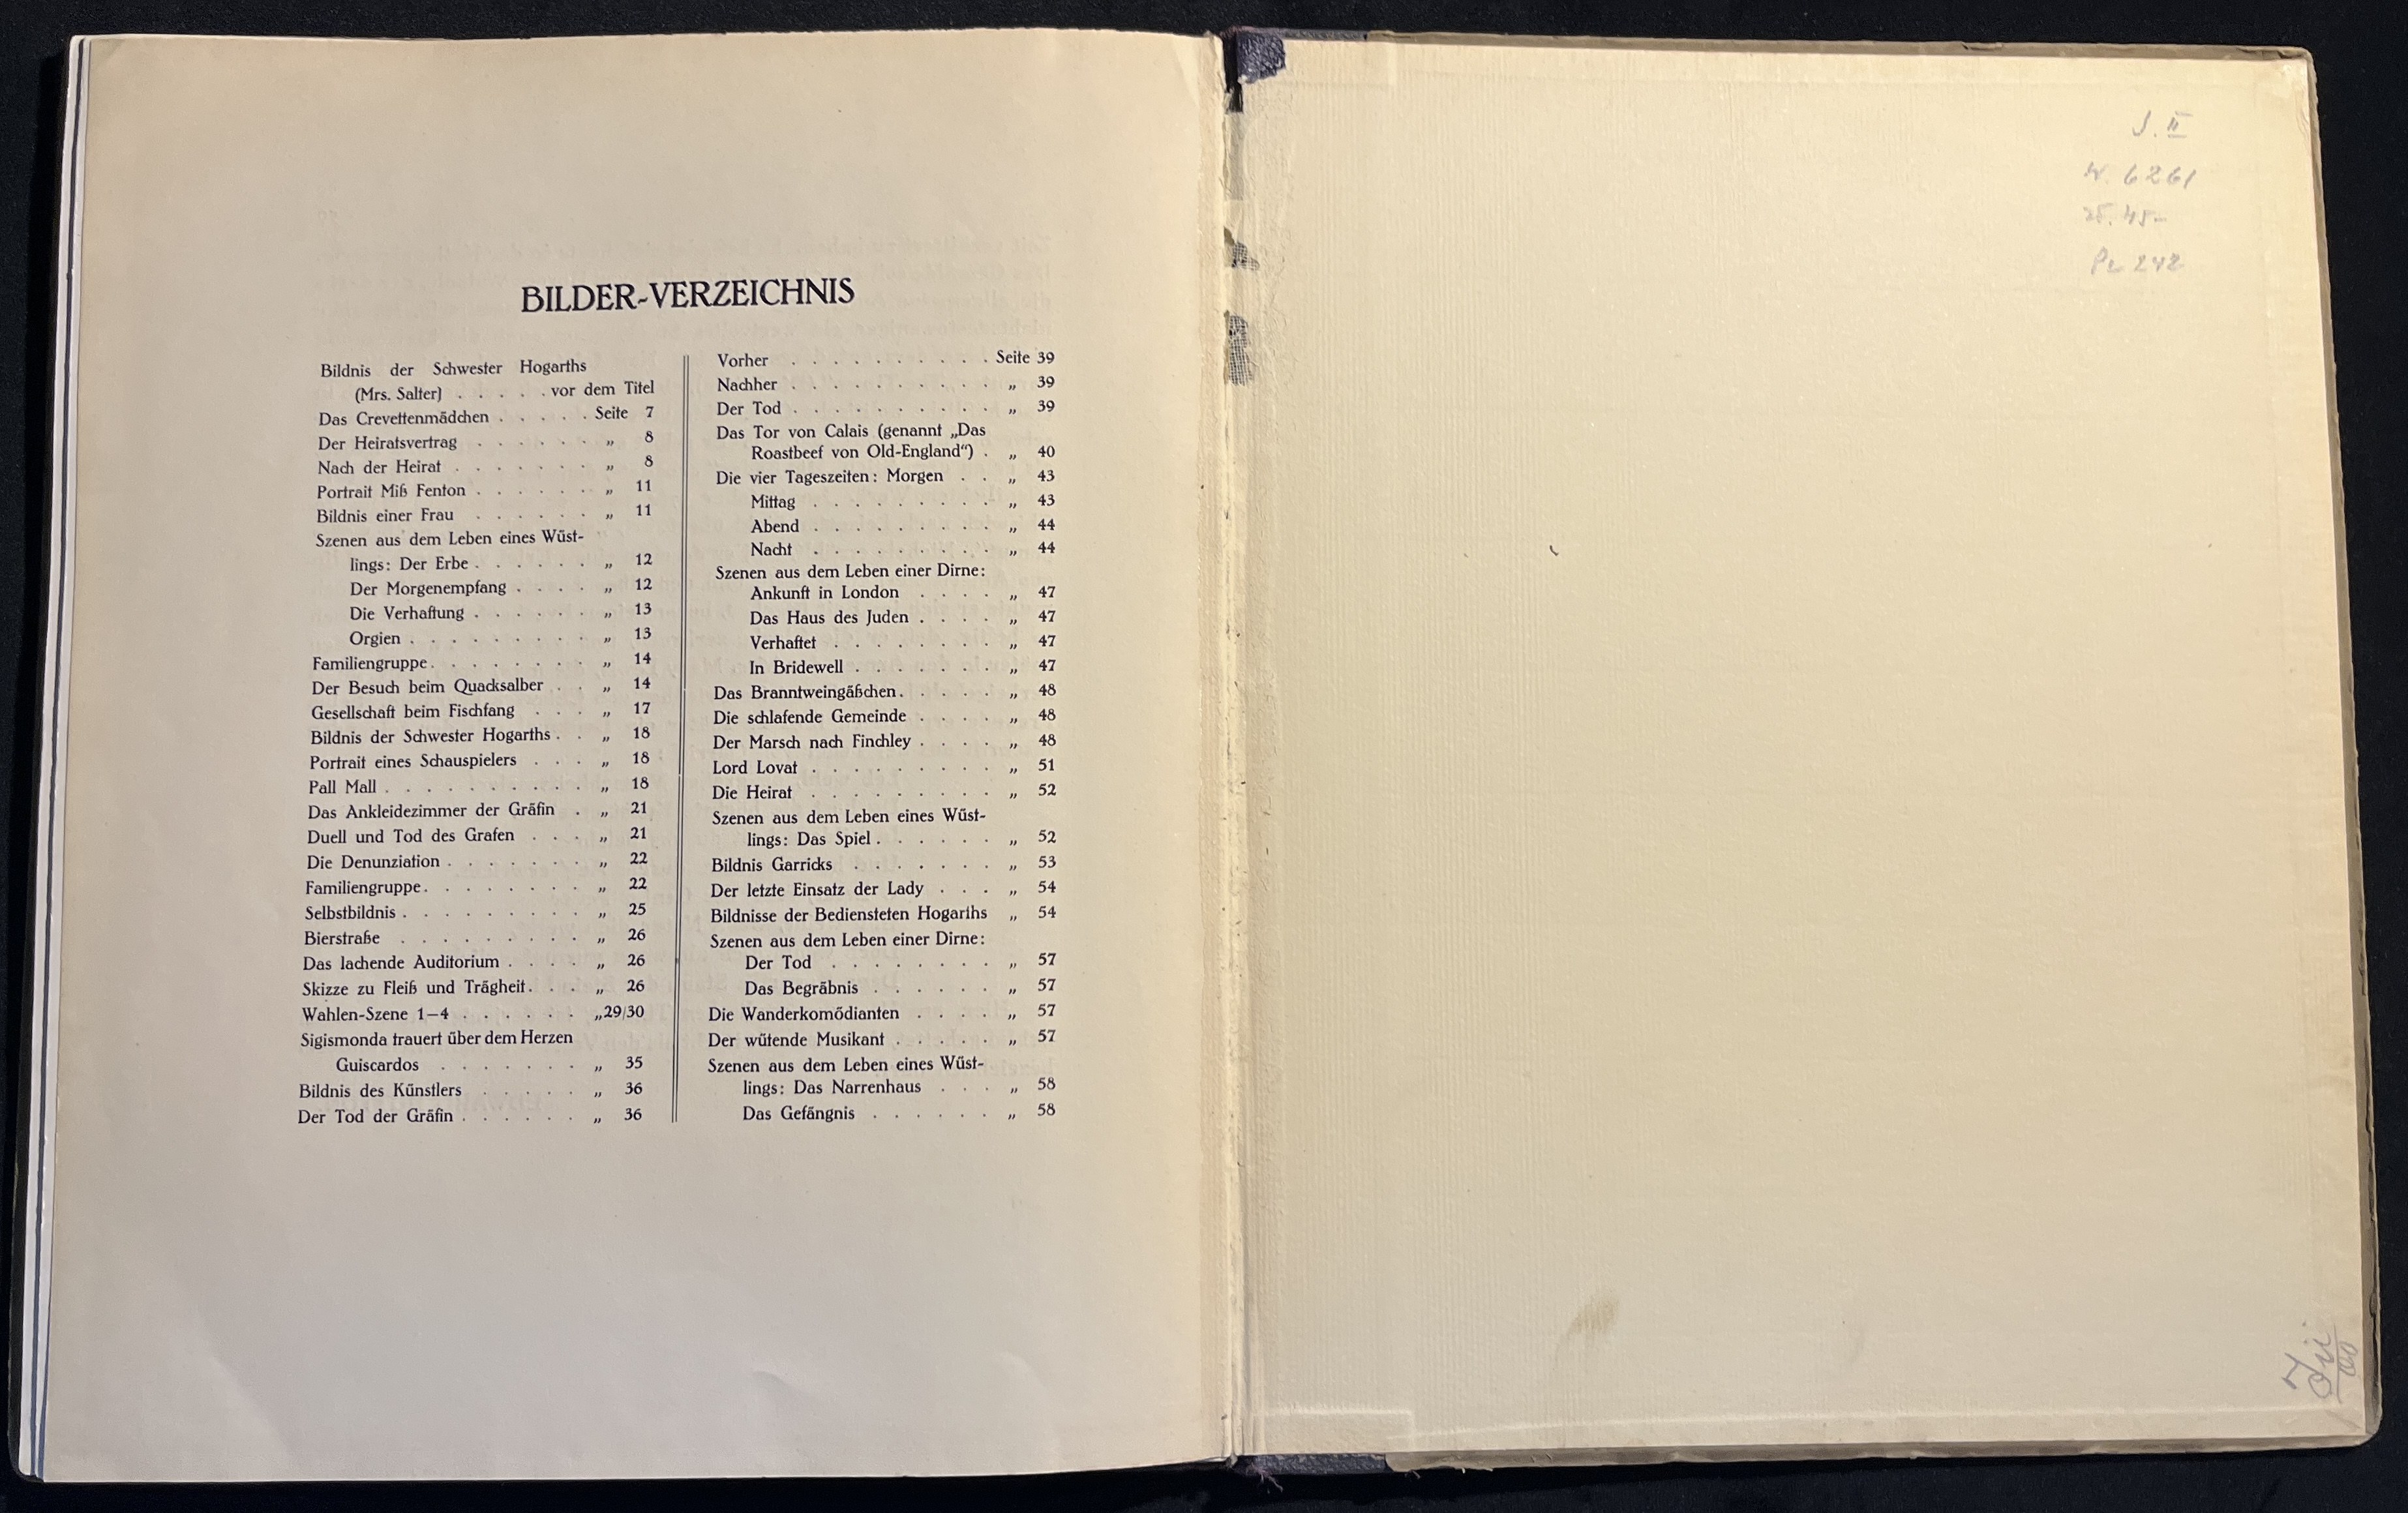 BILDER-VERZEICHNIS
Bildnis der Schwester Hogarths
(Mrs. Salter) . . . . . vor dem Titel
Das Crevettenmädchen . . . . . Seite 7
Der Heiratsvertrag . . . . . . „ 8
Nach der Heirat . . . . . . . „ 8
Portrait Miß Fenton . . . . . . „ 11
Bildnis einer Frau . . . . . . „ 11
Szenen aus dem Leben eines Wüst-
lings: Der Erbe . . . . . . „ 12
Der Morgenempfang . . . . „ 12
Die Verhaftung . . . . . . „ 13
Orgien . . . . . . . . . „ 13
Familiengruppe . . . . . . . . „ 14
Der Besuch beim Quacksalber . . „ 14
Gesellschaft beim Fischfang . . . „ 17
Bildnis der Schwester Hogarths . . „ 18
Portrait eines Schauspielers . . . „ 18
Pall Mall . . . . . . . . . . „ 18
Das Ankleidezimmer der Gräfin . „ 21
Duell und Tod des Grafen . . . „ 21
Die Denunziation . . . . . . . „ 22
Familiengruppe . . . . . . . . „ 22
Selbstbildnis . . . . . . . . . „ 25
Bierstraße . . . . . . . . . „ 26
Das lachende Auditorium . . . . „ 26
Skizze zu Fleiß und Trägheit . . . „ 26
Wahlen-Szene 1—4 . . . . . . „ 29/30
Sigismonda trauert über dem Herzen
Guiscardos . . . . . . . „ 35
Bildnis des Künstlers . . . . . „ 36
Der Tod der Gräfin . . . . . . „ 36
Vorher . . . . . . . . . . Seite 39
Nachher . . . . . . . . . . „ 39
Der Tod . . . . . . . . . . „ 39
Das Tor von Calais (genannt „Das
Roastbeef von Old-England“) . „ 40
Die vier Tageszeiten: Morgen . . „ 43
Mittag . . . . . . . . . „ 43
Abend . . . . . . . . . „ 44
Nacht . . . . . . . . . „ 44
Szenen aus dem Leben einer Dirne:
Ankunft in London . . . . „ 47
Das Haus des Juden . . . . „ 47
Verhaftet . . . . . . . . „ 47
In Bridewell . . . . . . . „ 47
Das Branntweingäßchen . . . . . „ 48
Die schlafende Gemeinde . . . . „ 48
Der Marsch nach Finchley . . . . „ 48
Lord Lovat . . . . . . . . . „ 51
Die Heirat . . . . . . . . . „ 52
Szenen aus dem Leben eines Wüst-
lings: Das Spiel . . . . . . „ 52
Bildnis Garricks . . . . . . . „ 53
Der letzte Einsatz der Lady . . . „ 54
Bildnisse der Bediensteten Hogarths „ 54
Szenen aus dem Leben einer Dirne:
Der Tod . . . . . . . . „ 57
Das Begräbnis . . . . . . „ 57
Die Wanderkomödianten . . . . „ 57
Der wütende Musikant . . . . . „ 57
Szenen aus dem Leben eines Wüst-
lings: Das Narrenhaus . . . „ 58
Das Gefängnis . . . . . . „ 58
6261
242